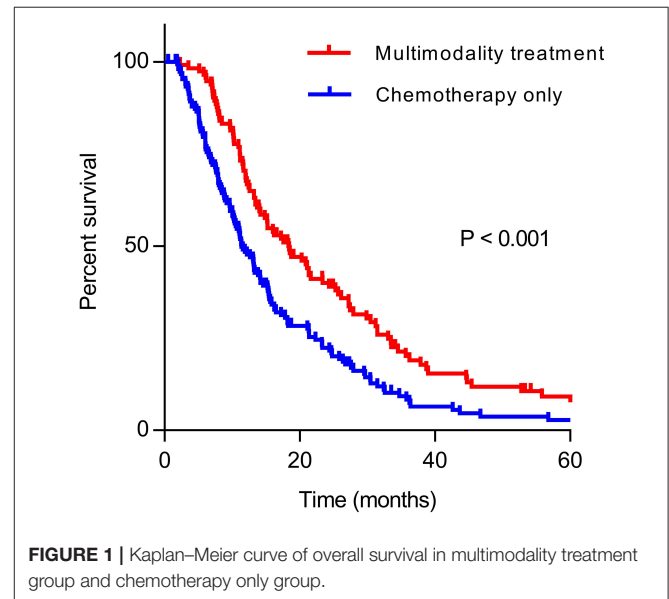 Multimodality treatment
Chemotherapy only
100
50
0
Percent survival
P < 0.001
0 20 40 60
Time (months)
FIGURE 1 | Kaplan–Meier curve of overall survival in multimodality treatment
group and chemotherapy only group.